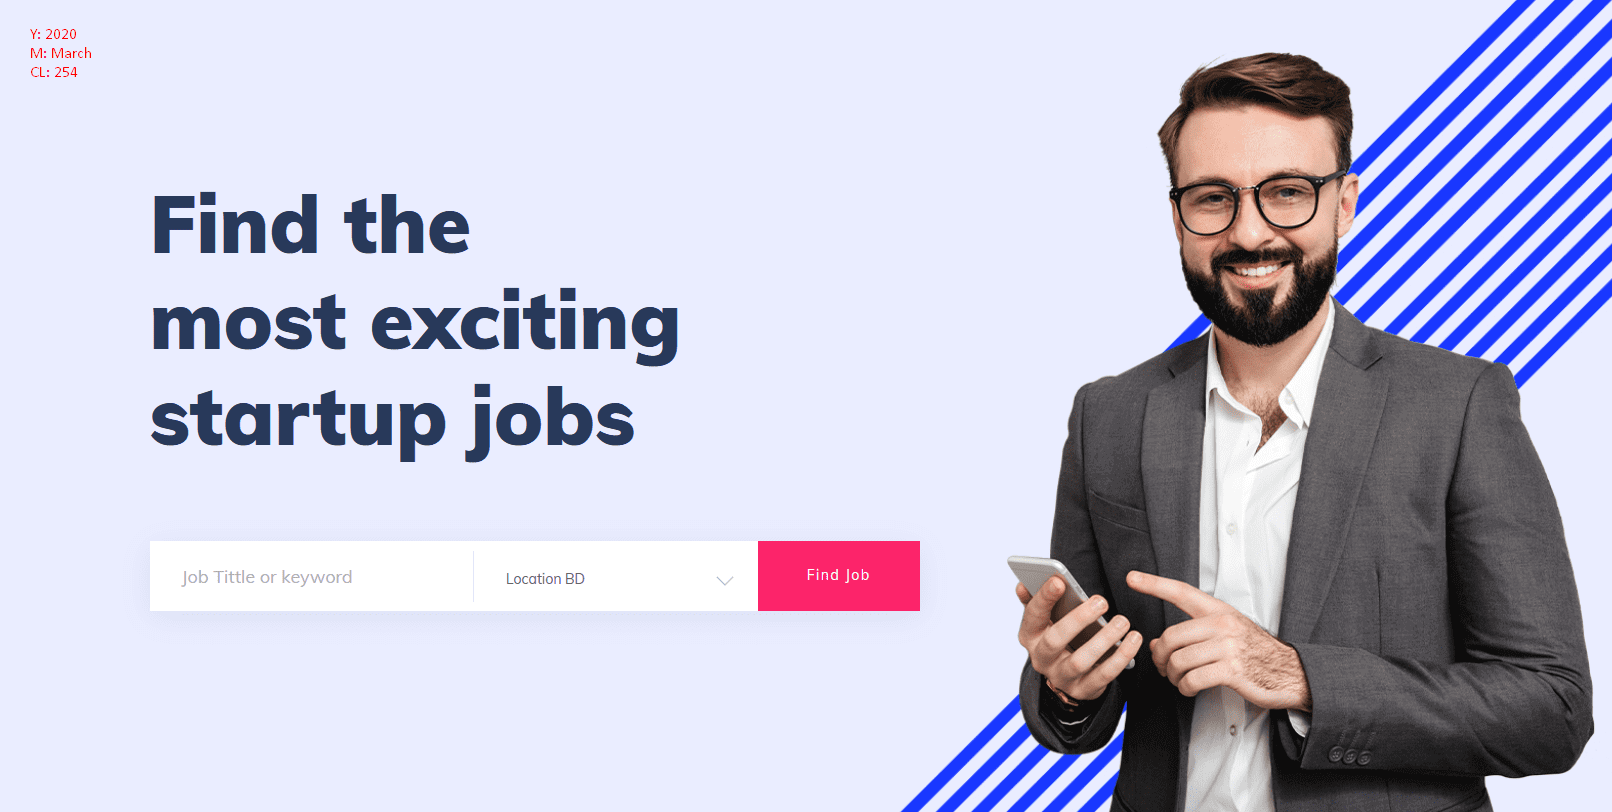 Y: 2020
M: March
CL: 254
Find the
most exciting
startup jobs
Job Tittle or keyword
Location BD
Find Job